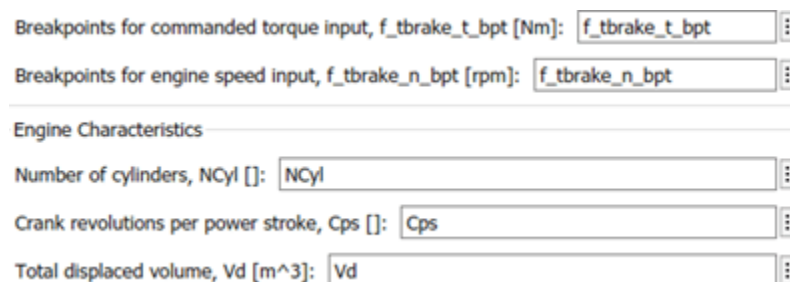 Breakpoints for commanded torque input, f_tbrake_t_bpt [Nm]: f_tbrake_t_bpt
Breakpoints for engine speed input, f_tbrake_n_bpt [rpm]: f_tbrake_n_bpt
Engine Characteristics
Number of cylinders, NCyl []: NCyl
Crank revolutions per power stroke, Cps []: Cps
Total displaced volume, Vd [m^3]: Vd